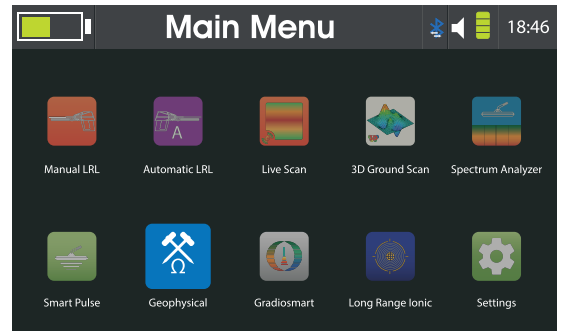 Main Menu
18:46
A
Manual LRL
Automatic LRL
Live Scan
3D Ground Scan
Spectrum Analyzer
Ω
Smart Pulse
Geophysical
Gradiosmart
Long Range Ionic
Settings